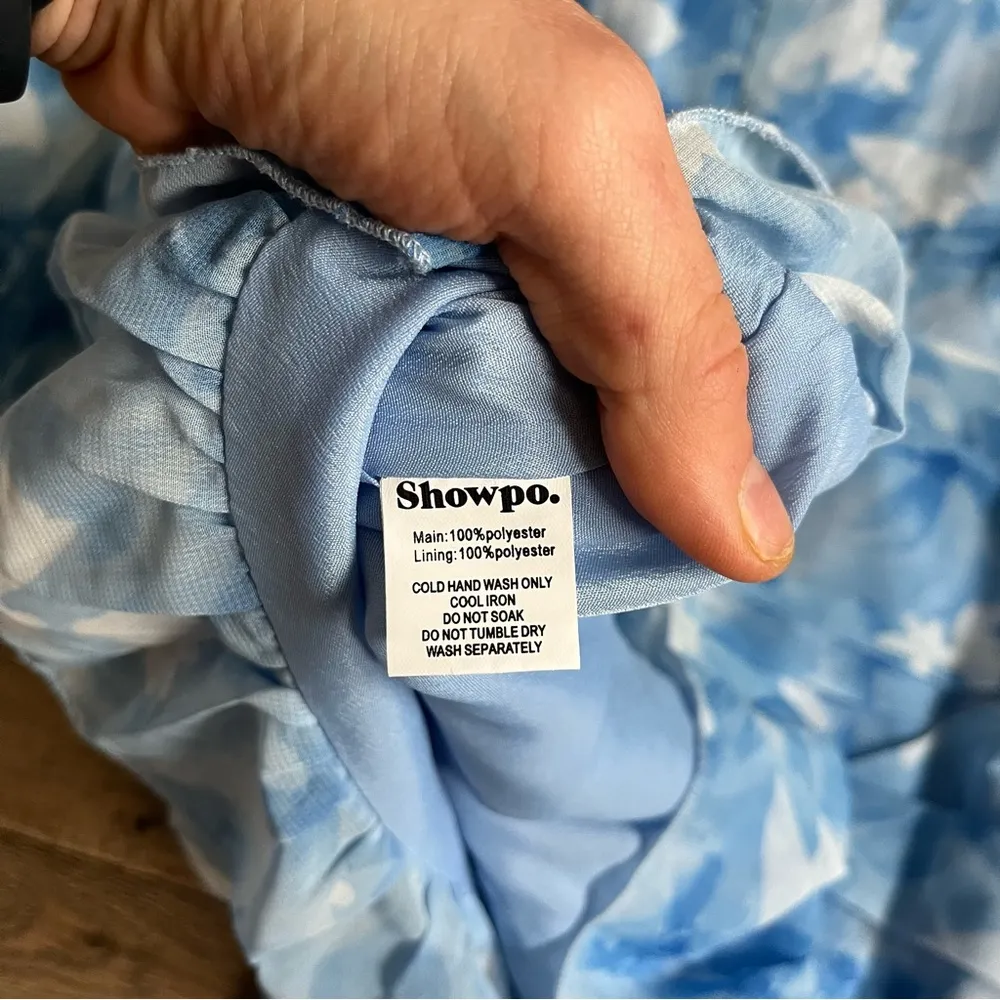 Showpo.
Main:100%polyester
Lining:100%polyester
COLD HAND WASH ONLY
COOL IRON
DO NOT SOAK
DO NOT TUMBLE DRY
WASH SEPARATELY